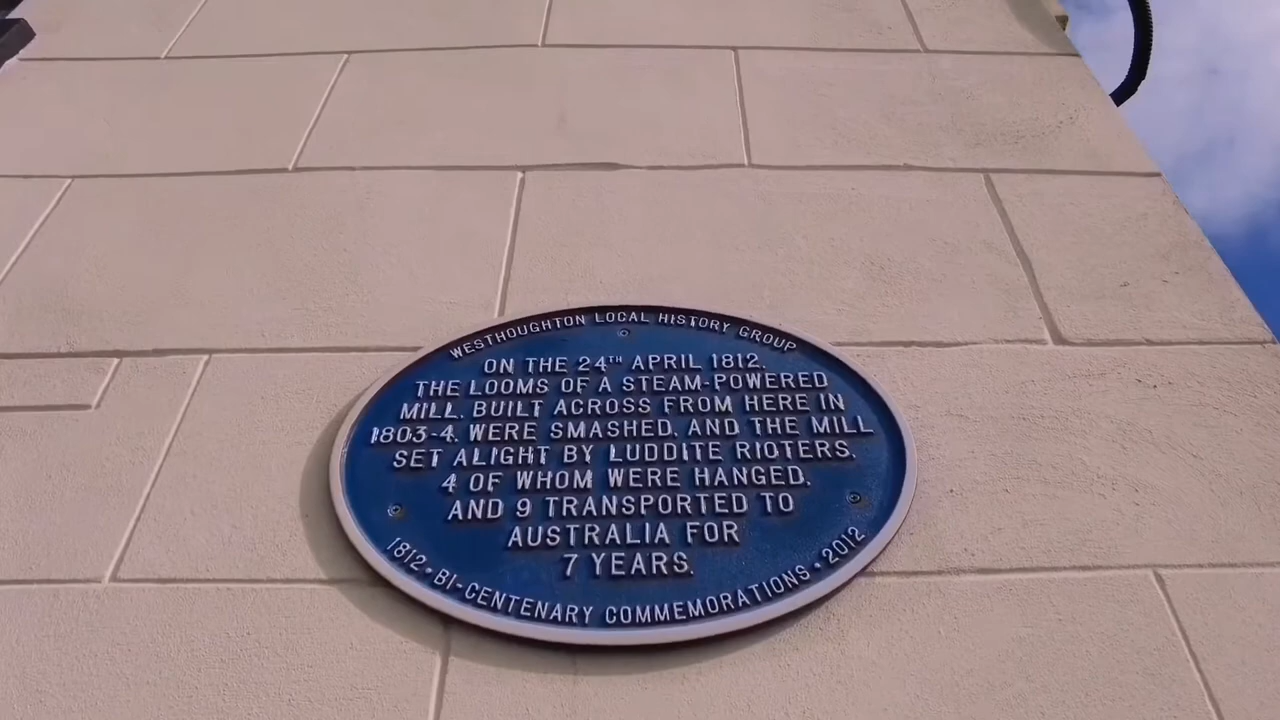 WESTHOUGHTON LOCAL HISTORY GROUP
ON THE 24TH APRIL 1812.
THE LOOMS OF A STEAM-POWERED
MILL, BUILT ACROSS FROM HERE IN
1803-4, WERE SMASHED, AND THE MILL
SET ALIGHT BY LUDDITE RIOTERS,
4 OF WHOM WERE HANGED,
AND 9 TRANSPORTED TO
AUSTRALIA FOR
7 YEARS.
1812 • BI-CENTENARY COMMEMORATIONS • 2012